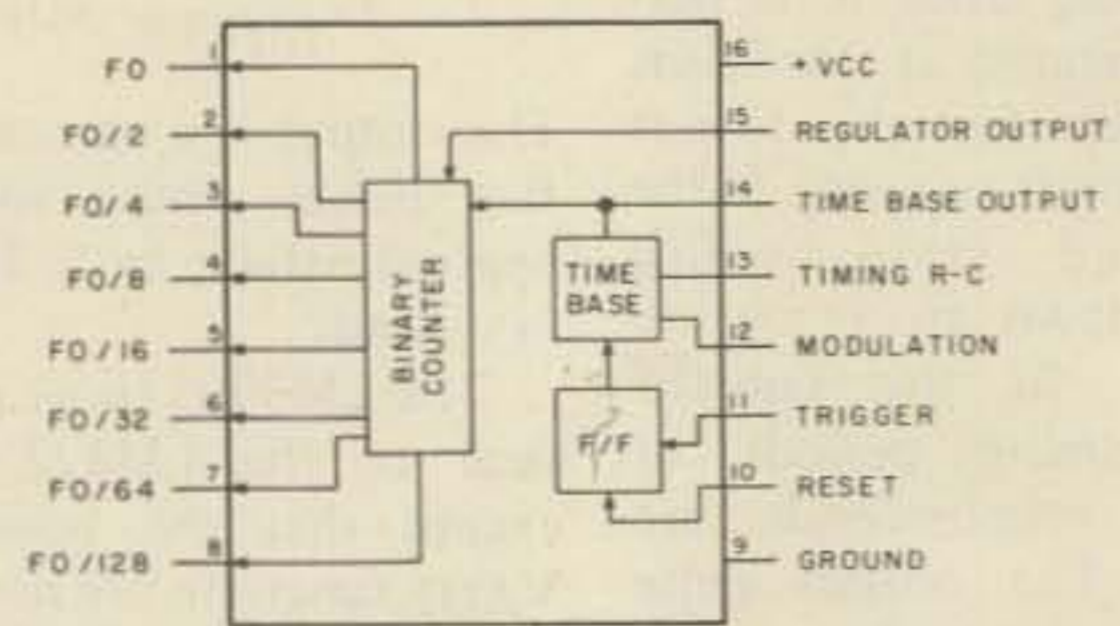 1
FO
2
FO/2
3
FO/4
4
FO/8
5
FO/16
6
FO/32
7
FO/64
8
FO/128
BINARY
COUNTER
TIME
BASE
F/F
16
+ VCC
15
REGULATOR OUTPUT
14
TIME BASE OUTPUT
13
TIMING R-C
12
MODULATION
11
TRIGGER
10
RESET
9
GROUND